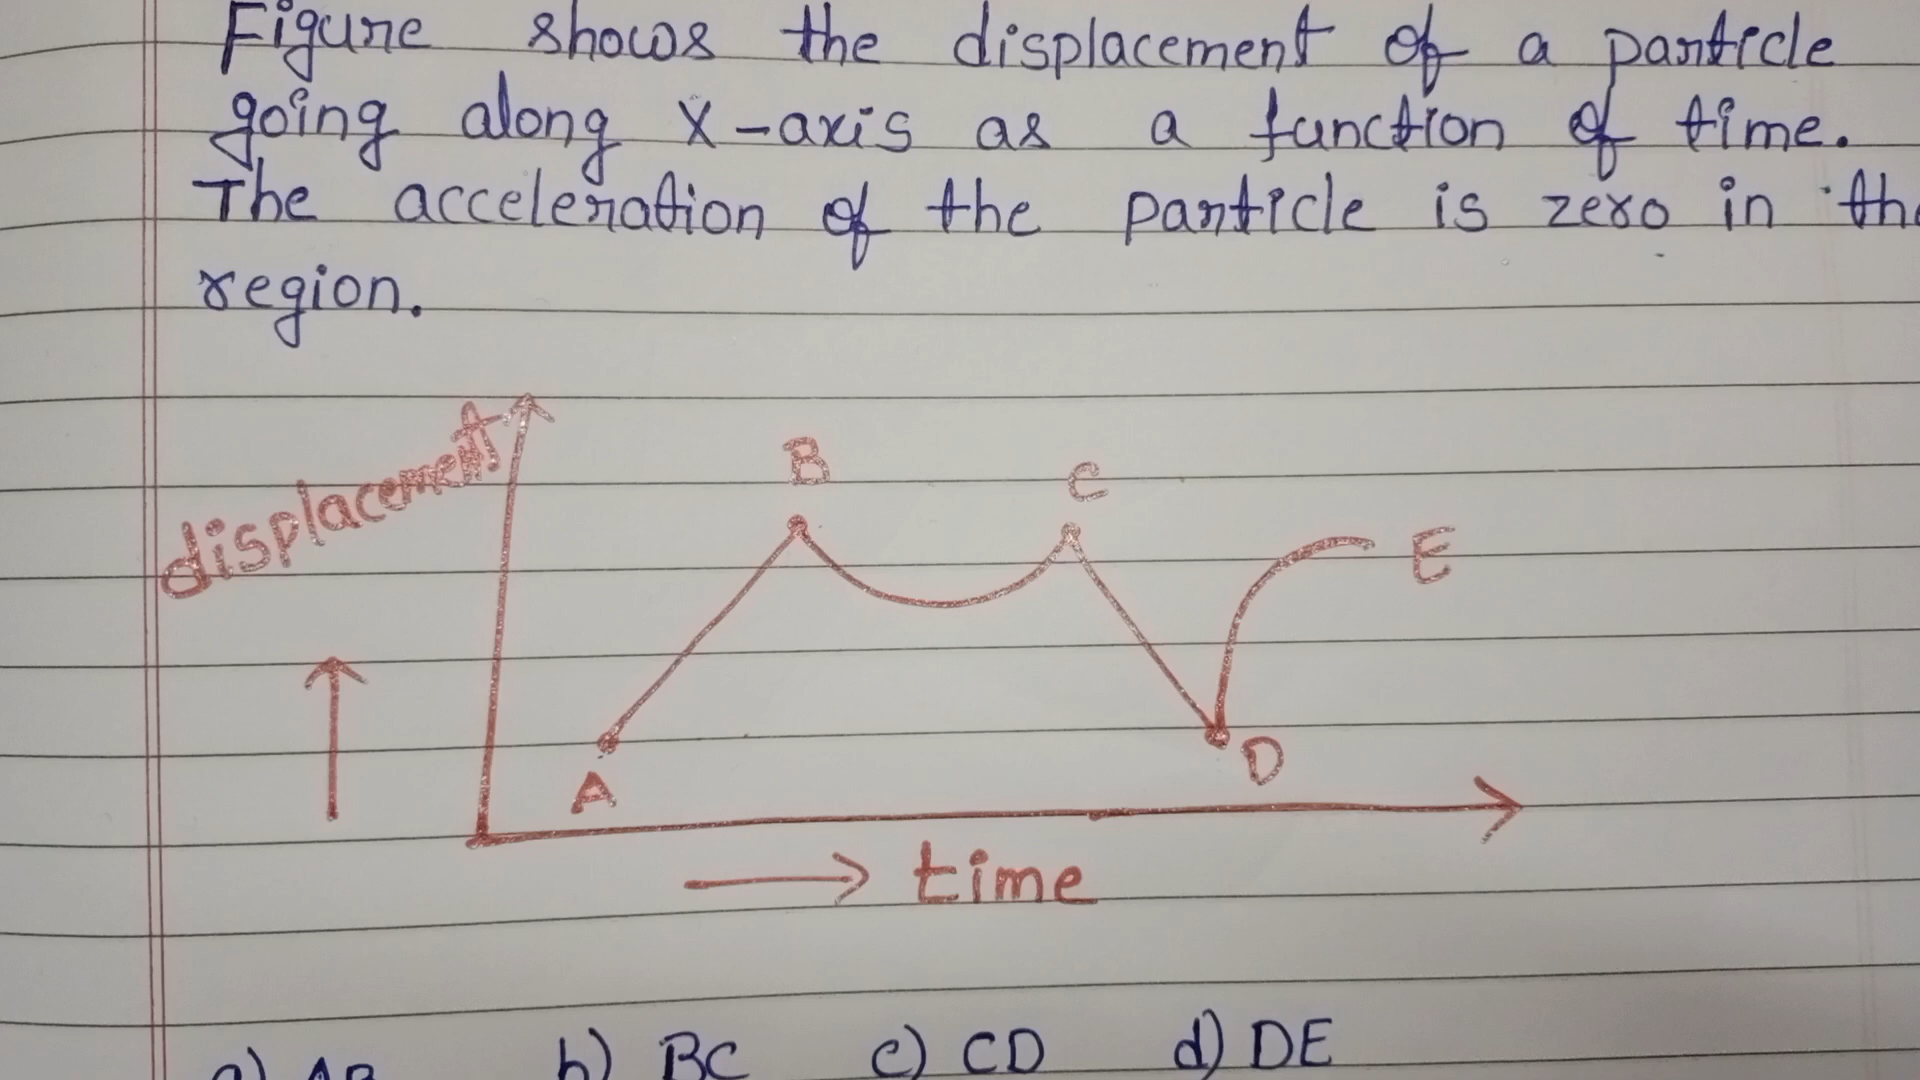 Figure shows the displacement of a particle
going along X-axis as a function of time.
The acceleration of the particle is zero in the
region.
displacement
B
C
E
A
D
time
a) AB b) BC c) CD d) DE